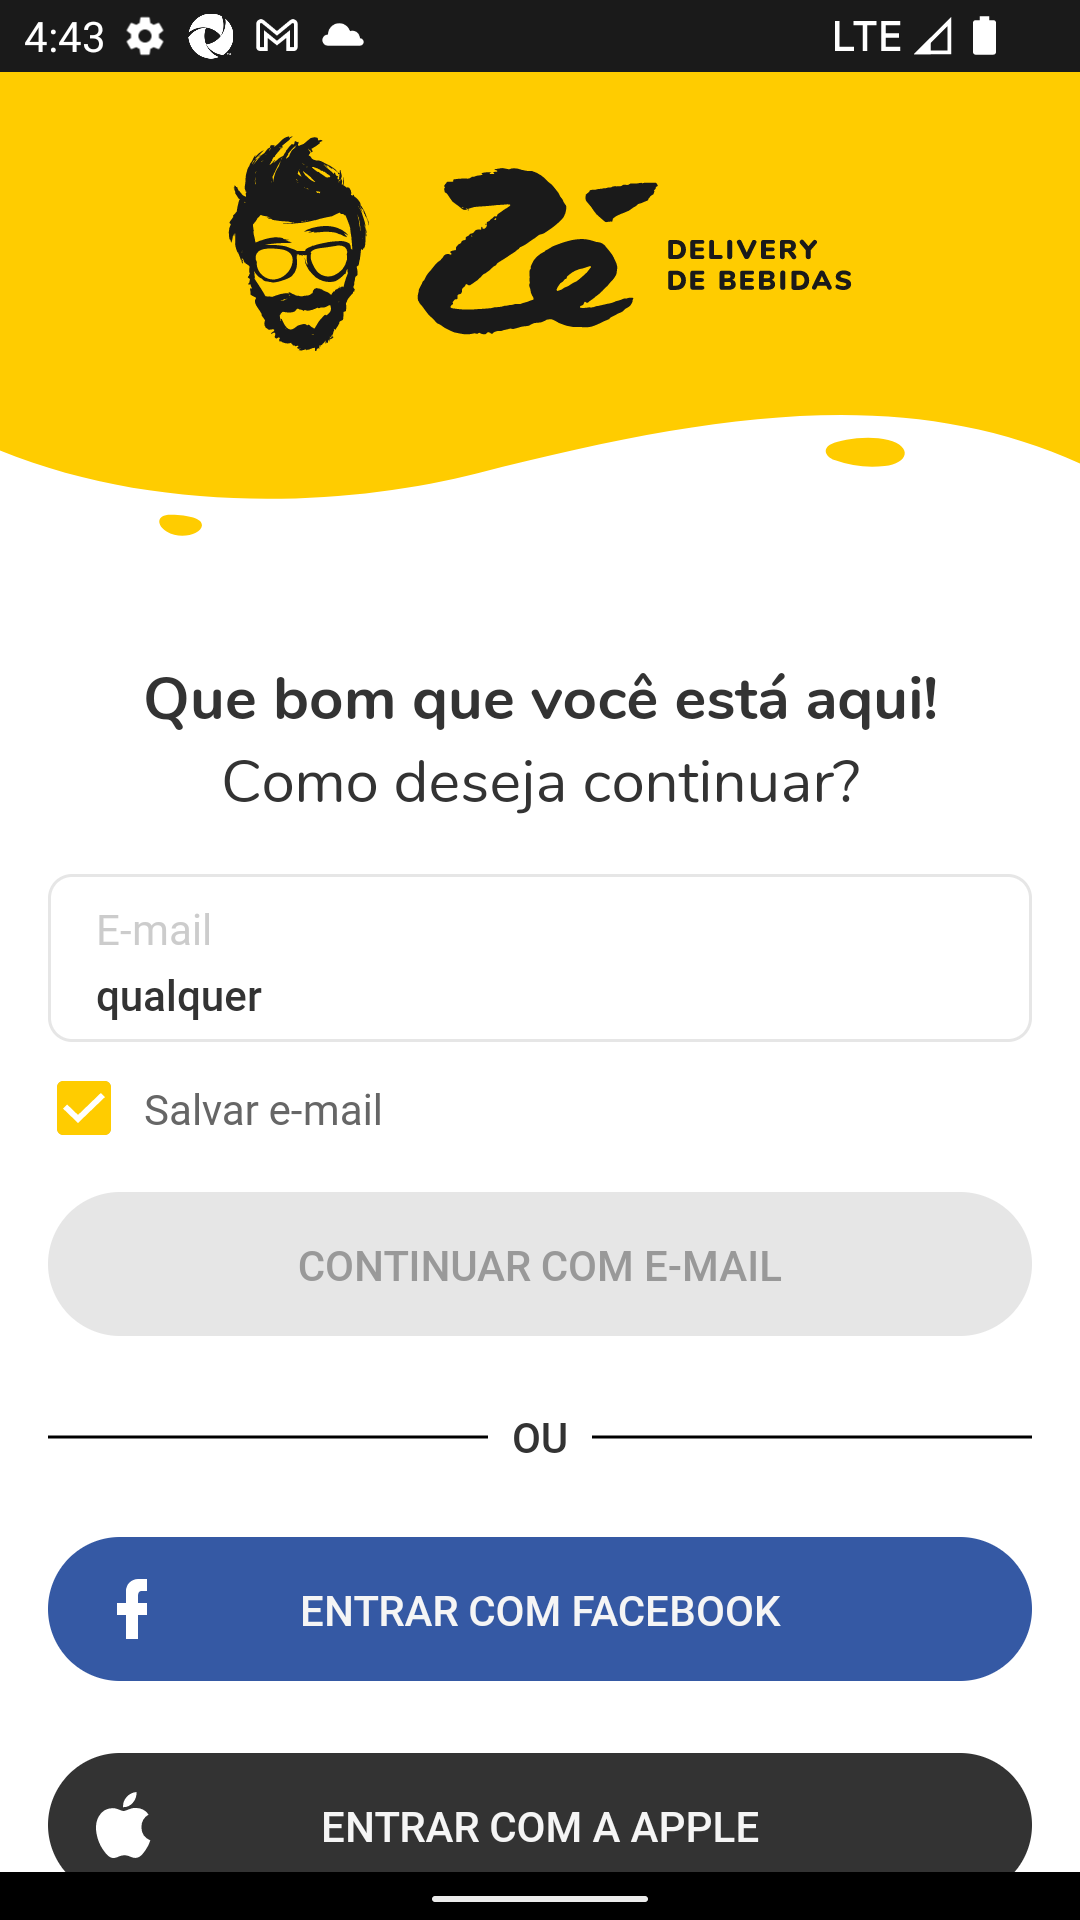 4:43
LTE
Zé
DELIVERY
DE BEBIDAS
Que bom que você está aqui!
Como deseja continuar?
E-mail
qualquer
Salvar e-mail
CONTINUAR COM E-MAIL
OU
ENTRAR COM FACEBOOK
ENTRAR COM A APPLE